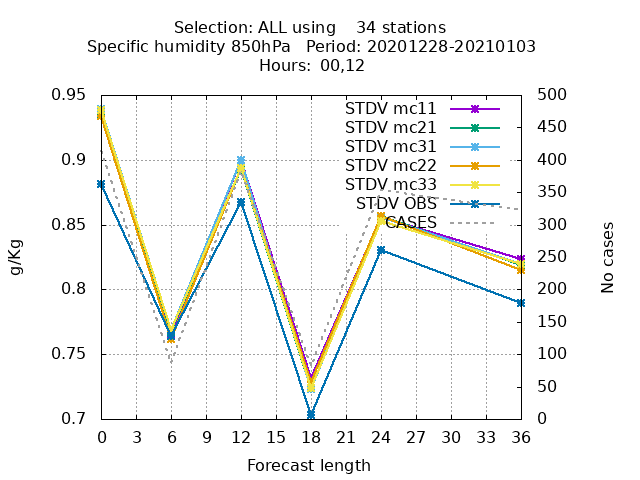 Selection: ALL using 34 stations
Specific humidity 850hPa Period: 20201228-20210103
Hours: 00,12
0.95
0.9
0.85
0.8
0.75
0.7
g/Kg
STDV mc11
STDV mc21
STDV mc31
STDV mc22
STDV mc33
STDV OBS
CASES
500
450
400
350
300
250
200
150
100
50
0
No cases
0 3 6 9 12 15 18 21 24 27 30 33 36
Forecast length